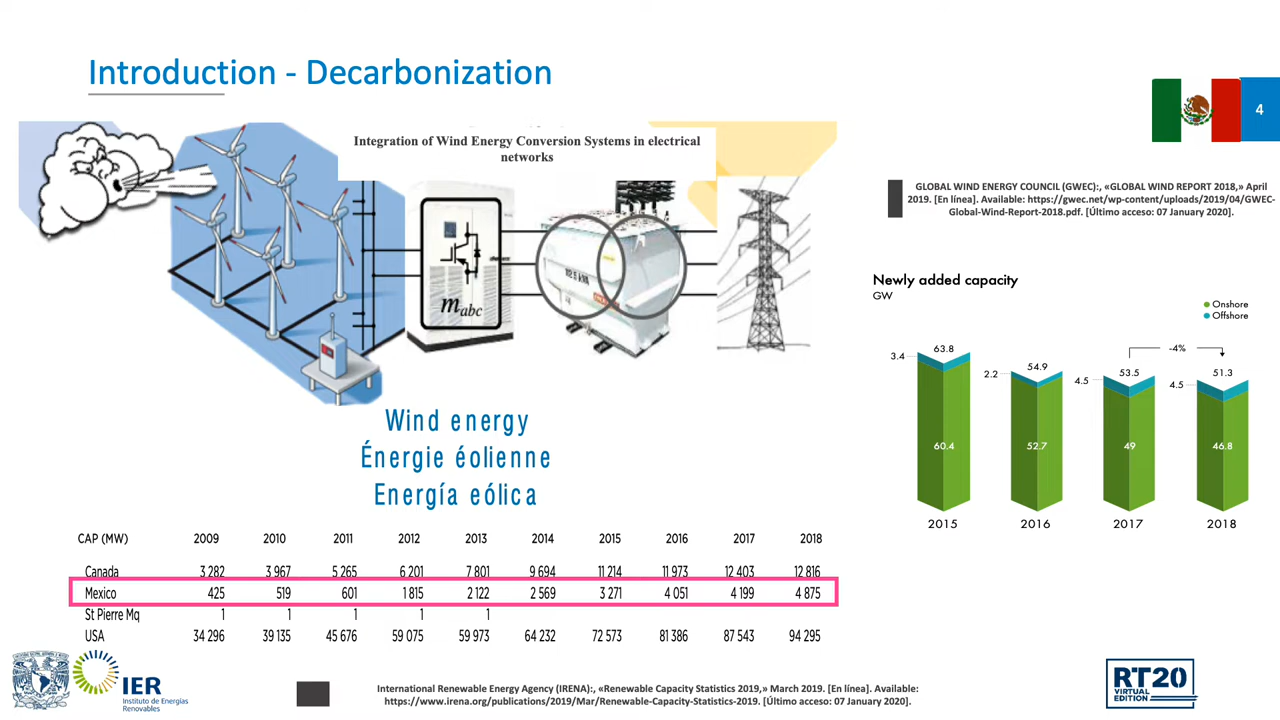 Introduction - Decarbonization
4
Integration of Wind Energy Conversion Systems in electrical
networks
m abc
112.5 kVA
Wind energy
Énergie éolienne
Energía eólica
GLOBAL WIND ENERGY COUNCIL (GWEC):, «GLOBAL WIND REPORT 2018,» April
2019. [En línea]. Available: https://gwec.net/wp-content/uploads/2019/04/GWEC-
Global-Wind-Report-2018.pdf. [Último acceso: 07 January 2020].
Newly added capacity
GW
Onshore
Offshore
-4%
3.4 63.8 2.2 54.9 4.5 53.5 4.5 51.3
60.4 52.7 49 46.8
2015 2016 2017 2018
CAP (MW) 2009 2010 2011 2012 2013 2014 2015 2016 2017 2018
Canada 3 282 3 967 5 265 6 201 7 801 9 694 11 214 11 973 12 403 12 816
Mexico 425 519 601 1 815 2 122 2 569 3 271 4 051 4 199 4 875
St Pierre Mq 1 1 1 1 1
USA 34 296 39 135 45 676 59 075 59 973 64 232 72 573 81 386 87 543 94 295
IER
Instituto de Energías
Renovables
International Renewable Energy Agency (IRENA):, «Renewable Capacity Statistics 2019,» March 2019. [En línea]. Available:
https://www.irena.org/publications/2019/Mar/Renewable-Capacity-Statistics-2019. [Último acceso: 07 January 2020].
RT20
VIRTUAL
EDITION